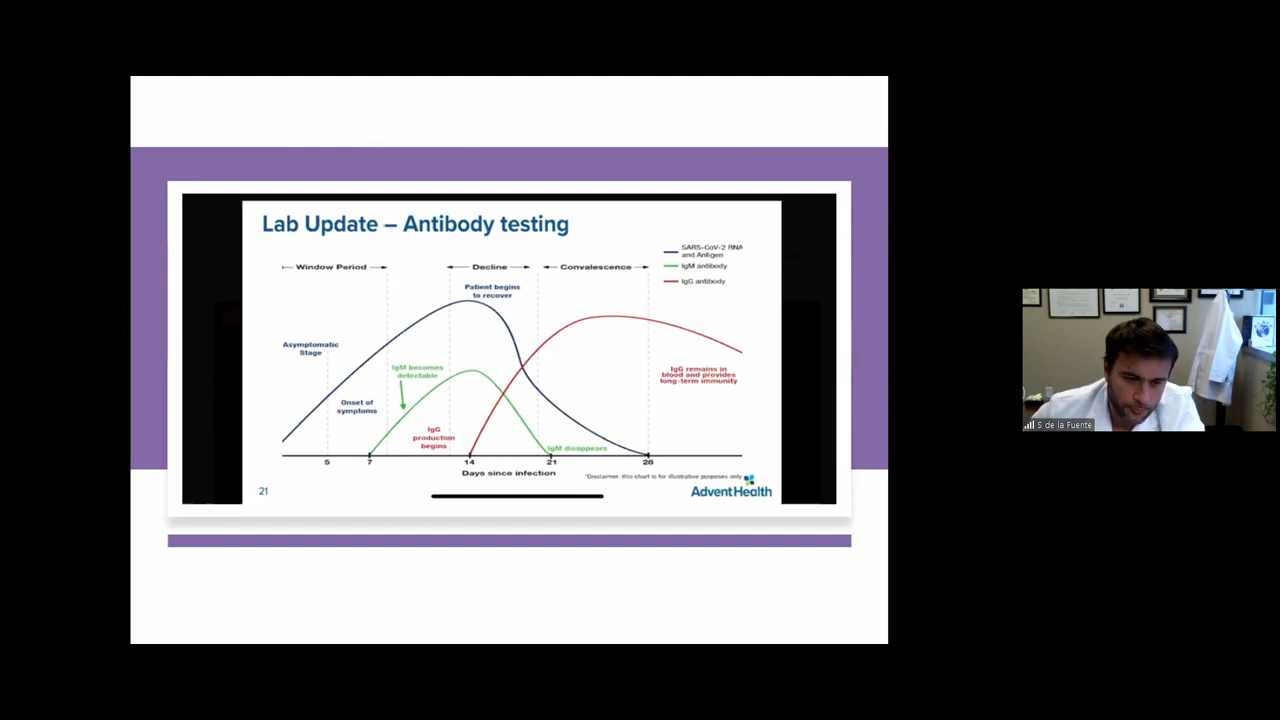 Lab Update – Antibody testing
SARS-CoV-2 RNA
and Antigen
IgM antibody
IgG antibody
Window Period
Decline
Convalescence
Patient begins
to recover
Asymptomatic
Stage
IgM becomes
detectable
Onset of
symptoms
IgG
production
begins
IgG remains in
blood and provides
long-term immunity
IgM disappears
5
7
14
21
28
Days since infection
*Disclaimer: this chart is for illustrative purposes only
21
AdventHealth
S de la Fuente